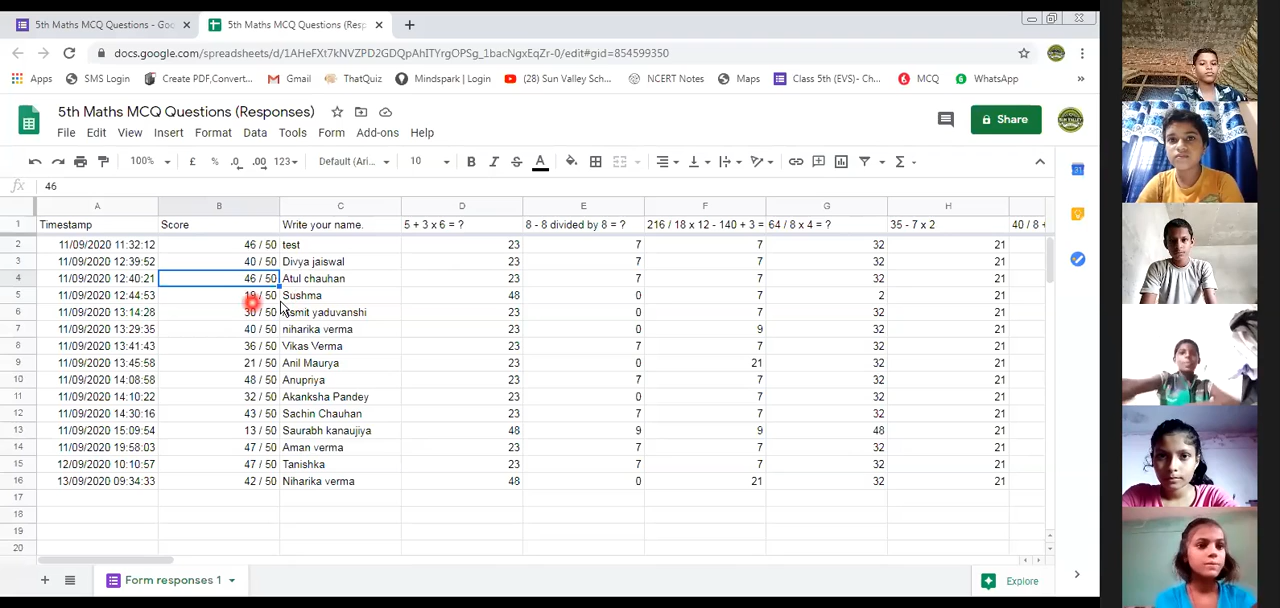 5th Maths MCQ Questions - Goo
5th Maths MCQ Questions (Resp
docs.google.com/spreadsheets/d/1AHeFXt7kNVZPD2GDQpAhITYrgOPSg_1bacNgxEqZr-0/edit#gid=854599350
Apps SMS Login Create PDF,Convert... Gmail ThatQuiz Mindspark | Login (28) Sun Valley Sch... NCERT Notes Maps Class 5th (EVS)- Ch... MCQ WhatsApp »
5th Maths MCQ Questions (Responses)
File Edit View Insert Format Data Tools Form Add-ons Help
Share
100% £ % .0 .00 123 Default (Ari... 10 B I S A Σ
fx 46
A B C D E F G H
1 Timestamp Score Write your name. 5 + 3 x 6 = ? 8 - 8 divided by 8 = ? 216 / 18 x 12 - 140 + 3 = 64 / 8 x 4 = ? 35 - 7 x 2 40 / 8 +
2 11/09/2020 11:32:12 46 / 50 test 23 7 7 32 21
3 11/09/2020 12:39:52 40 / 50 Divya jaiswal 23 7 7 32 21
4 11/09/2020 12:40:21 46 / 50 Atul chauhan 23 7 7 32 21
5 11/09/2020 12:44:53 / 50 Sushma 48 0 7 2 21
6 11/09/2020 13:14:28 30 / 50 yaduvanshi 23 0 7 32 21
7 11/09/2020 13:29:35 40 / 50 niharika verma 23 0 9 32 21
8 11/09/2020 13:41:43 36 / 50 Vikas Verma 23 7 7 32 21
9 11/09/2020 13:45:58 21 / 50 Anil Maurya 23 0 21 32 21
10 11/09/2020 14:08:58 48 / 50 Anupriya 23 7 7 32 21
11 11/09/2020 14:10:22 32 / 50 Akanksha Pandey 23 0 7 32 21
12 11/09/2020 14:30:16 43 / 50 Sachin Chauhan 23 7 7 32 21
13 11/09/2020 15:09:54 13 / 50 Saurabh kanaujiya 48 9 9 48 21
14 11/09/2020 19:58:03 47 / 50 Aman verma 23 7 7 32 21
15 12/09/2020 10:10:57 47 / 50 Tanishka 23 7 7 32 21
16 13/09/2020 09:34:33 42 / 50 Niharika verma 48 0 21 32 21
17
18
19
20
Form responses 1
Explore